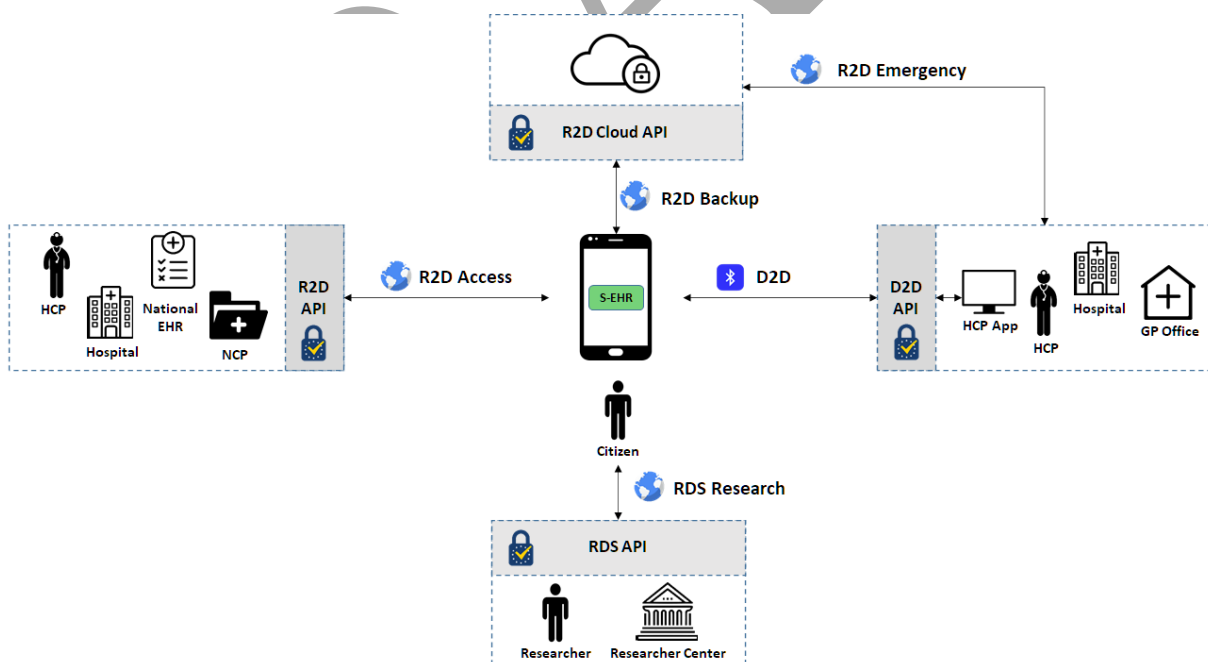 R2D Emergency
R2D Cloud API
R2D Backup
HCP
Hospital
National
EHR
NCP
R2D
API
R2D Access
S-EHR
D2D
D2D
API
HCP App
HCP
Hospital
GP Office
Citizen
RDS Research
RDS API
Researcher
Researcher Center